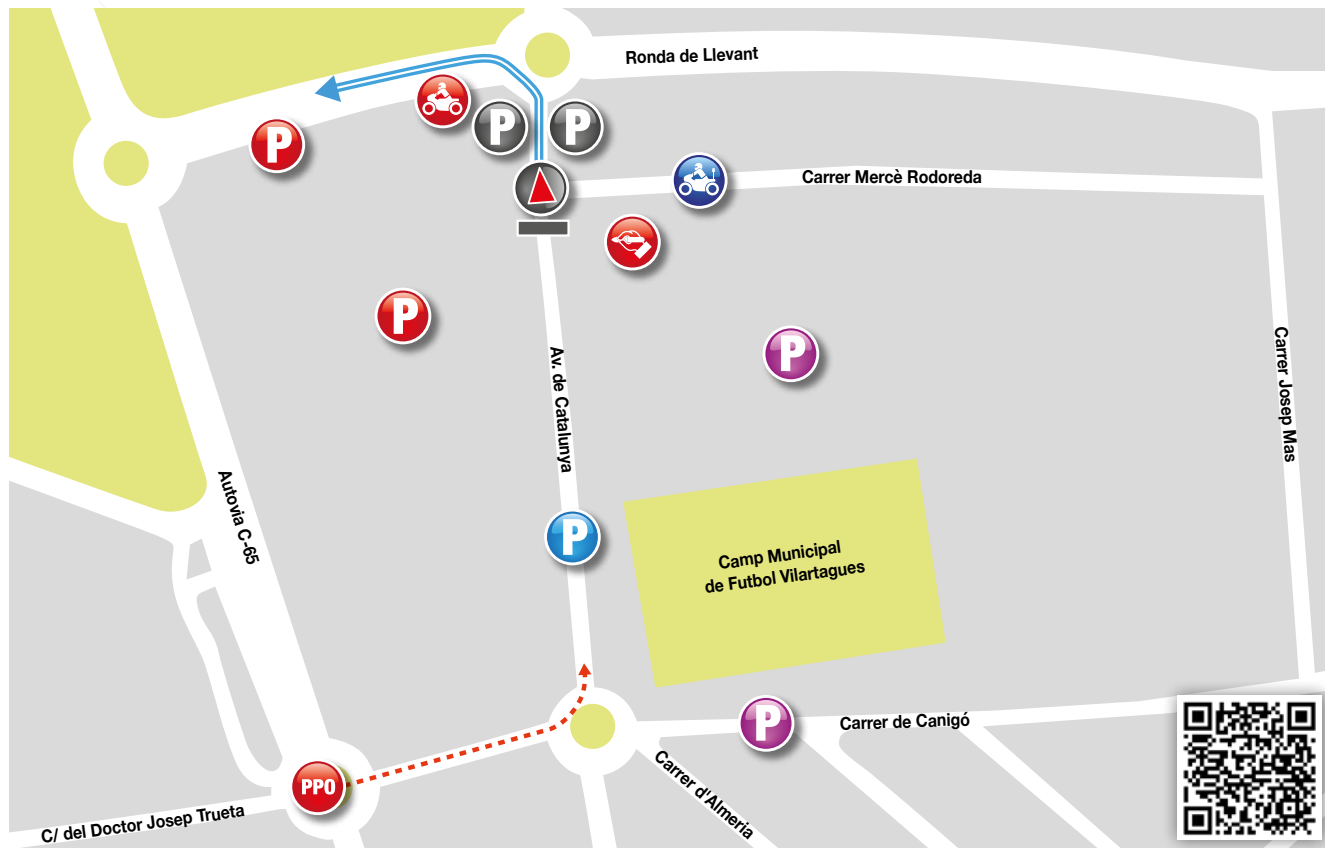 Ronda de Llevant
P
P
P
Carrer Mercè Rodoreda
P
P
Av. de Catalunya
Carrer Josep Mas
Autovia C-65
P
Camp Municipal
de Futbol Vilartagues
P
Carrer de Canigó
Carrer d'Almeria
PPO
C/ del Doctor Josep Trueta